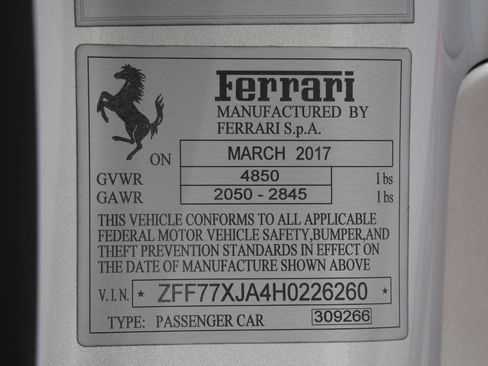 Ferrari
MANUFACTURED BY
FERRARI S.p.A.
ON MARCH 2017
GVWR 4850 lbs
GAWR 2050 - 2845 lbs
THIS VEHICLE CONFORMS TO ALL APPLICABLE
FEDERAL MOTOR VEHICLE SAFETY,BUMPER,AND
THEFT PREVENTION STANDARDS IN EFFECT ON
THE DATE OF MANUFACTURE SHOWN ABOVE
V.I.N. * ZFF77XJA4H0226260 *
TYPE: PASSENGER CAR 309266